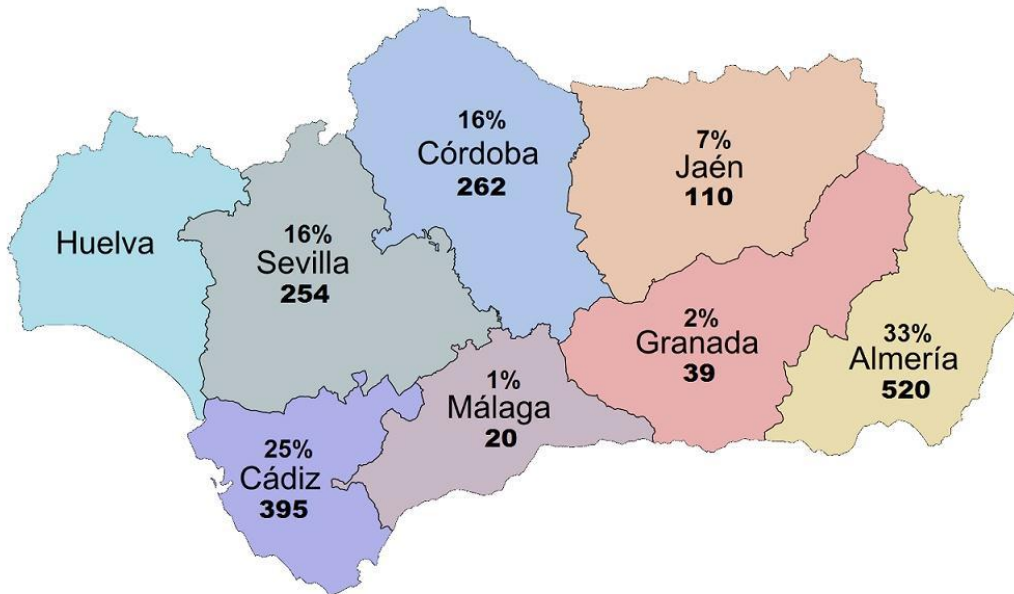 16%
Córdoba
262
7%
Jaén
110
Huelva
16%
Sevilla
254
2%
Granada
39
33%
Almería
520
1%
Málaga
20
25%
Cádiz
395